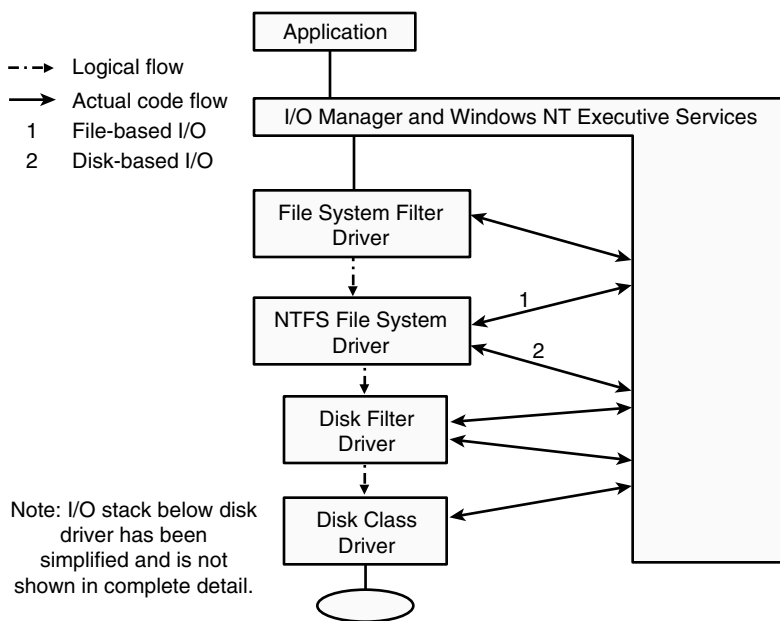 Application
Logical flow
Actual code flow
1 File-based I/O
2 Disk-based I/O
I/O Manager and Windows NT Executive Services
File System Filter
Driver
1
NTFS File System
Driver
2
Disk Filter
Driver
Disk Class
Driver
Note: I/O stack below disk
driver has been
simplified and is not
shown in complete detail.